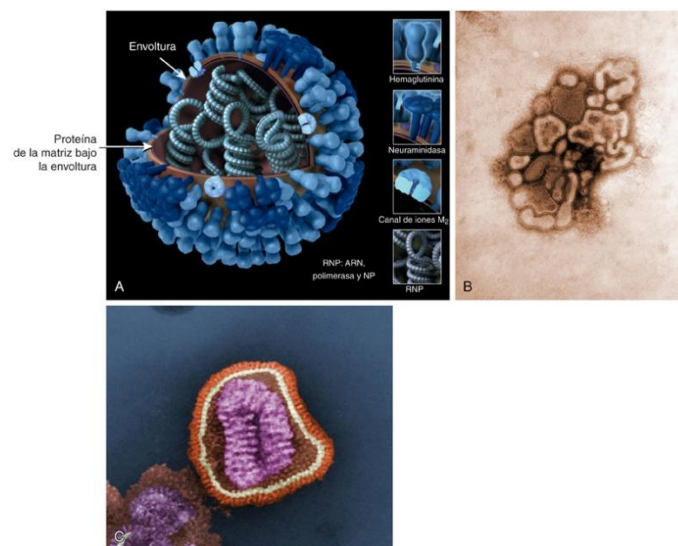 Envoltura
Proteína
de la matriz bajo
la envoltura
Hemaglutinina
Neuraminidasa
Canal de iones M2
RNP: ARN,
polimerasa y NP
RNP
A
B
C